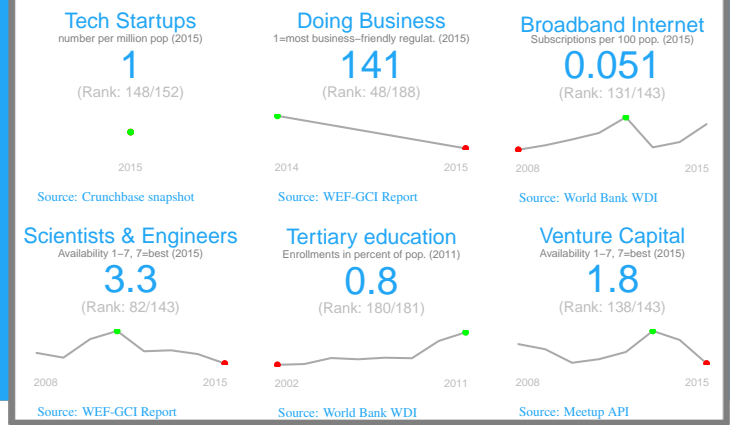 Tech Startups
number per million pop (2015)
1
(Rank: 148/152)
2015
Source: Crunchbase snapshot
Doing Business
1=most business−friendly regulat. (2015)
141
(Rank: 48/188)
2014 2015
Source: WEF-GCI Report
Broadband Internet
Subscriptions per 100 pop. (2015)
0.051
(Rank: 131/143)
2008 2015
Source: World Bank WDI
Scientists & Engineers
Availability 1−7, 7=best (2015)
3.3
(Rank: 82/143)
2008 2015
Source: WEF-GCI Report
Tertiary education
Enrollments in percent of pop. (2011)
0.8
(Rank: 180/181)
2002 2011
Source: World Bank WDI
Venture Capital
Availability 1−7, 7=best (2015)
1.8
(Rank: 138/143)
2008 2015
Source: Meetup API